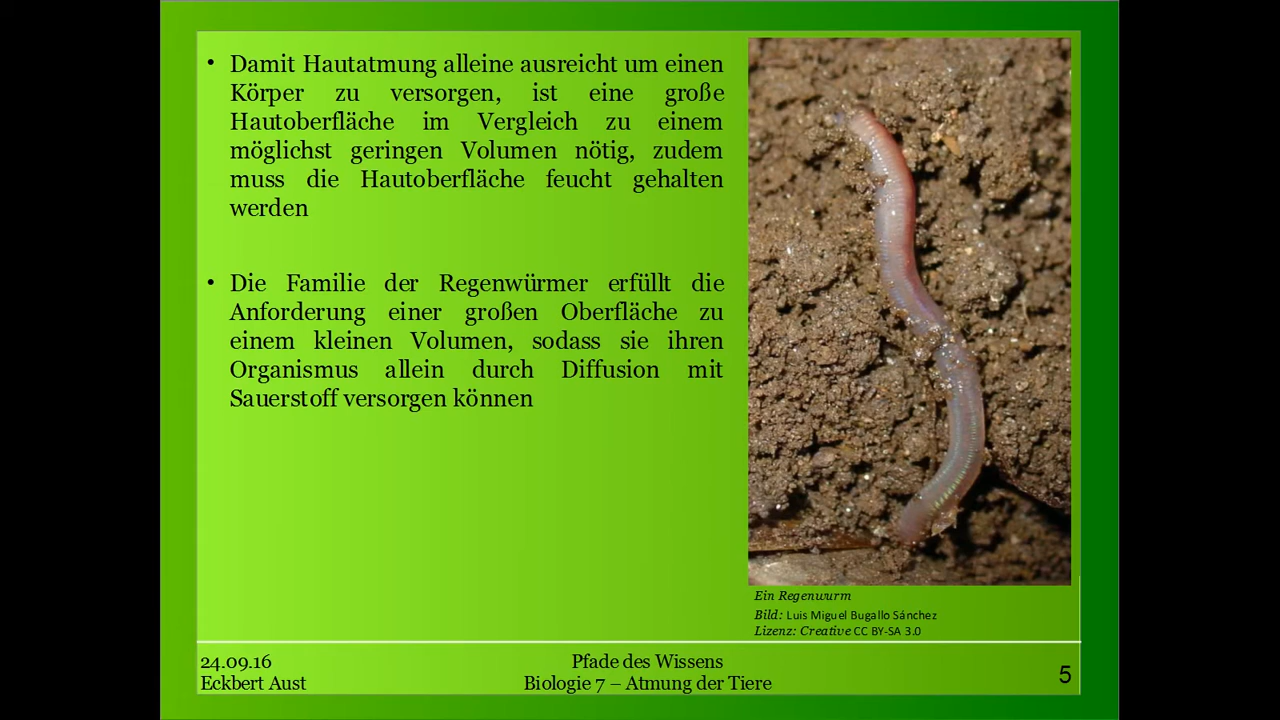 • Damit Hautatmung alleine ausreicht um einen
Körper zu versorgen, ist eine große
Hautoberfläche im Vergleich zu einem
möglichst geringen Volumen nötig, zudem
muss die Hautoberfläche feucht gehalten
werden
• Die Familie der Regenwürmer erfüllt die
Anforderung einer großen Oberfläche zu
einem kleinen Volumen, sodass sie ihren
Organismus allein durch Diffusion mit
Sauerstoff versorgen können
Ein Regenwurm
Bild: Luis Miguel Bugallo Sánchez
Lizenz: Creative CC BY-SA 3.0
24.09.16
Eckbert Aust
Pfade des Wissens
Biologie 7 – Atmung der Tiere
5